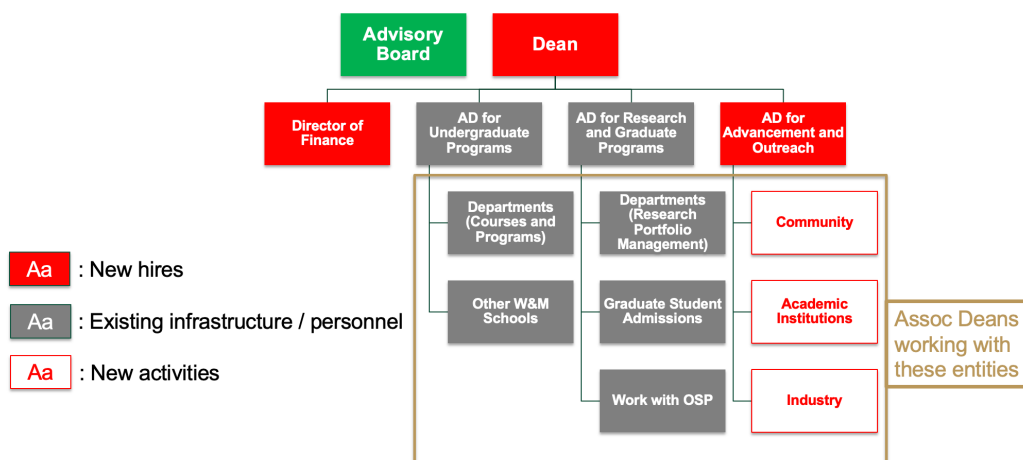 Advisory
Board
Dean
Director of
Finance
AD for
Undergraduate
Programs
AD for Research
and Graduate
Programs
AD for
Advancement and
Outreach
Departments
(Courses and
Programs)
Departments
(Research
Portfolio
Management)
Community
Other W&M
Schools
Graduate Student
Admissions
Academic
Institutions
Work with OSP
Industry
Aa : New hires
Aa : Existing infrastructure / personnel
Aa : New activities
Assoc Deans
working with
these entities